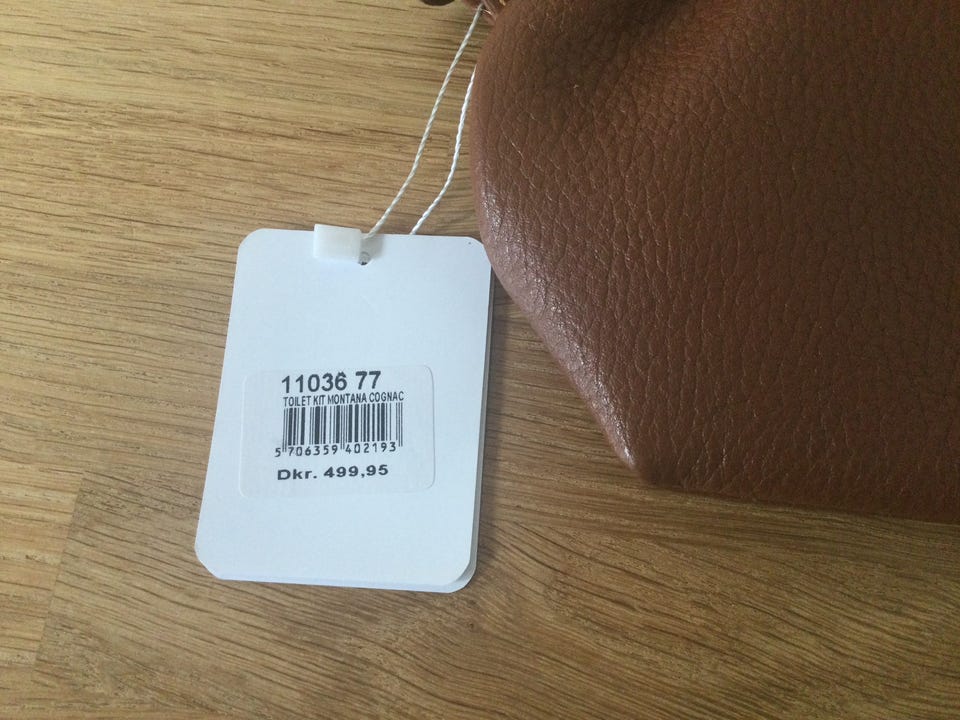 11036 77
TOILET KIT MONTANA COGNAC
5 706359 402193
Dkr. 499,95